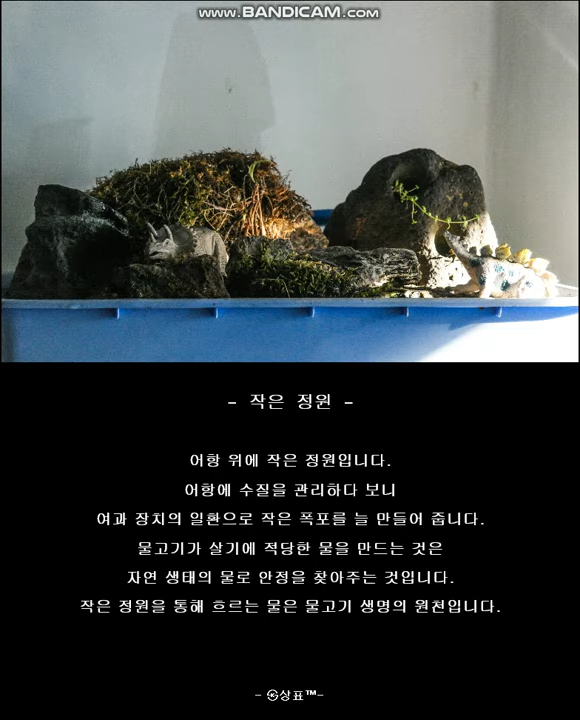 www.BANDICAM.com
- 작은 정원 -
어항 위에 작은 정원입니다.
어항에 수질을 관리하다 보니
여과 장치의 일환으로 작은 폭포를 늘 만들어 줍니다.
물고기가 살기에 적당한 물을 만드는 것은
자연 생태의 물로 안정을 찾아주는 것입니다.
작은 정원을 통해 흐르는 물은 물고기 생명의 원천입니다.
- ㉿상표™-